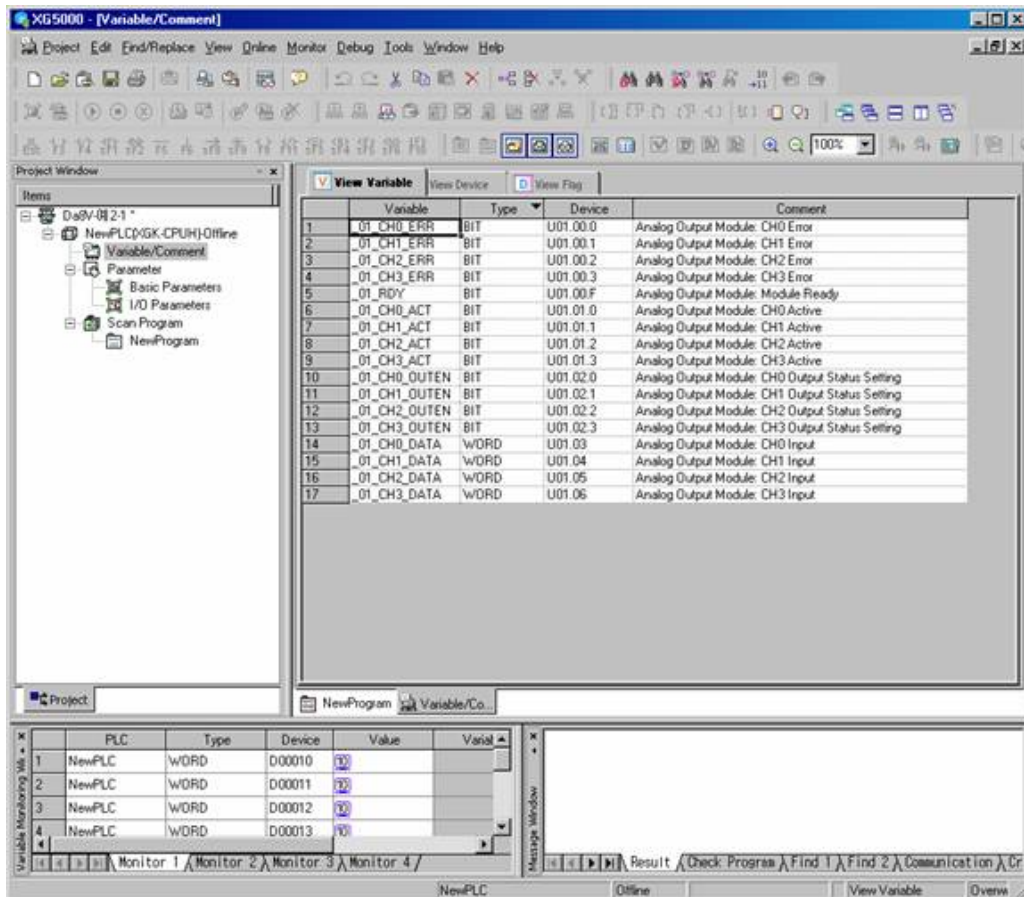 XG5000 - [Variable/Comment]
Project Edit Find/Replace View Online Monitor Debug Tools Window Help
100%
Project Window
Items
NewPLC(XGK-CPUH)-Offline
Variable/Comment
Parameter
Basic Parameters
I/O Parameters
Scan Program
NewProgram
Project
V View Variable View Device D View Flag
Variable Type Device Comment
1 _01_CH0_ERR BIT U01.00.0 Analog Output Module: CH0 Error
2 _01_CH1_ERR BIT U01.00.1 Analog Output Module: CH1 Error
3 _01_CH2_ERR BIT U01.00.2 Analog Output Module: CH2 Error
4 _01_CH3_ERR BIT U01.00.3 Analog Output Module: CH3 Error
5 _01_RDY BIT U01.00.F Analog Output Module: Module Ready
6 _01_CH0_ACT BIT U01.01.0 Analog Output Module: CH0 Active
7 _01_CH1_ACT BIT U01.01.1 Analog Output Module: CH1 Active
8 _01_CH2_ACT BIT U01.01.2 Analog Output Module: CH2 Active
9 _01_CH3_ACT BIT U01.01.3 Analog Output Module: CH3 Active
10 _01_CH0_OUTEN BIT U01.02.0 Analog Output Module: CH0 Output Status Setting
11 _01_CH1_OUTEN BIT U01.02.1 Analog Output Module: CH1 Output Status Setting
12 _01_CH2_OUTEN BIT U01.02.2 Analog Output Module: CH2 Output Status Setting
13 _01_CH3_OUTEN BIT U01.02.3 Analog Output Module: CH3 Output Status Setting
14 _01_CH0_DATA WORD U01.03 Analog Output Module: CH0 Input
15 _01_CH1_DATA WORD U01.04 Analog Output Module: CH1 Input
16 _01_CH2_DATA WORD U01.05 Analog Output Module: CH2 Input
17 _01_CH3_DATA WORD U01.06 Analog Output Module: CH3 Input
NewProgram Variable/Co...
Variable Monitoring Wi
PLC Type Device Value Variat
1 NewPLC WORD D00010 10
2 NewPLC WORD D00011 10
3 NewPLC WORD D00012 10
4 NewPLC WORD D00013 10
Monitor 1 Monitor 2 Monitor 3 Monitor 4
Message Window
Result Check Program Find 1 Find 2 Communication Cr
NewPLC Offline View Variable Overw